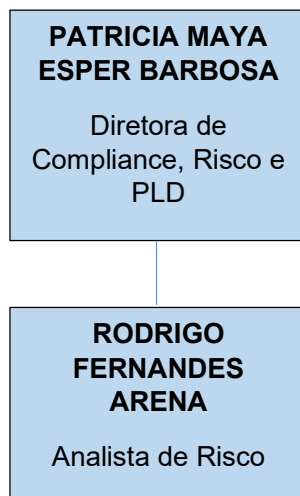 PATRICIA MAYA
ESPER BARBOSA
Diretora de
Compliance, Risco e
PLD
RODRIGO
FERNANDES
ARENA
Analista de Risco